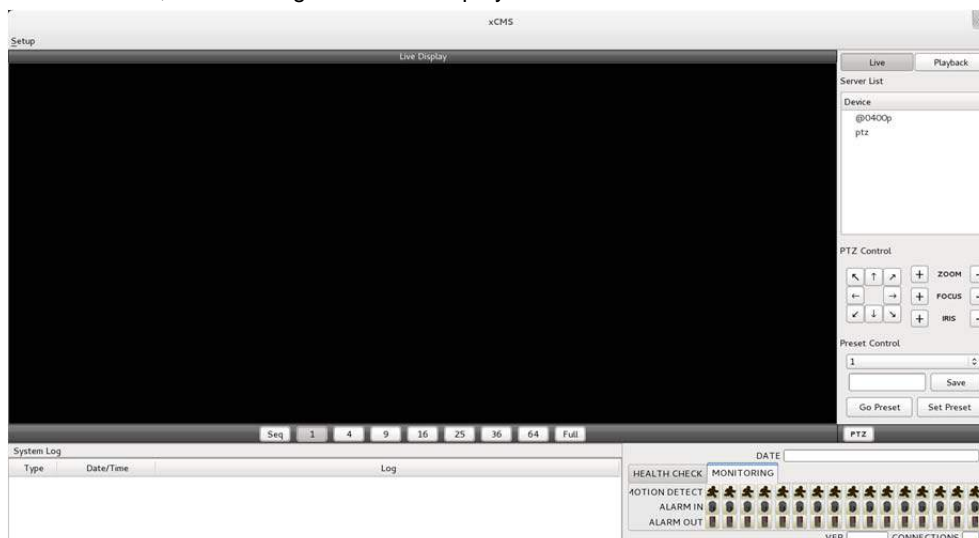 xCMS
Setup
Live Display
Live Playback
Server List
Device
@0400p
ptz
PTZ Control
↖ ↑ ↗ + ZOOM -
← → + FOCUS -
↙ ↓ ↘ + IRIS -
Preset Control
1
Save
Go Preset Set Preset
Seq 1 4 9 16 25 36 64 Full PTZ
System Log
Type Date/Time Log
DATE
HEALTH CHECK MONITORING
MOTION DETECT
ALARM IN
ALARM OUT
VER CONNECTIONS